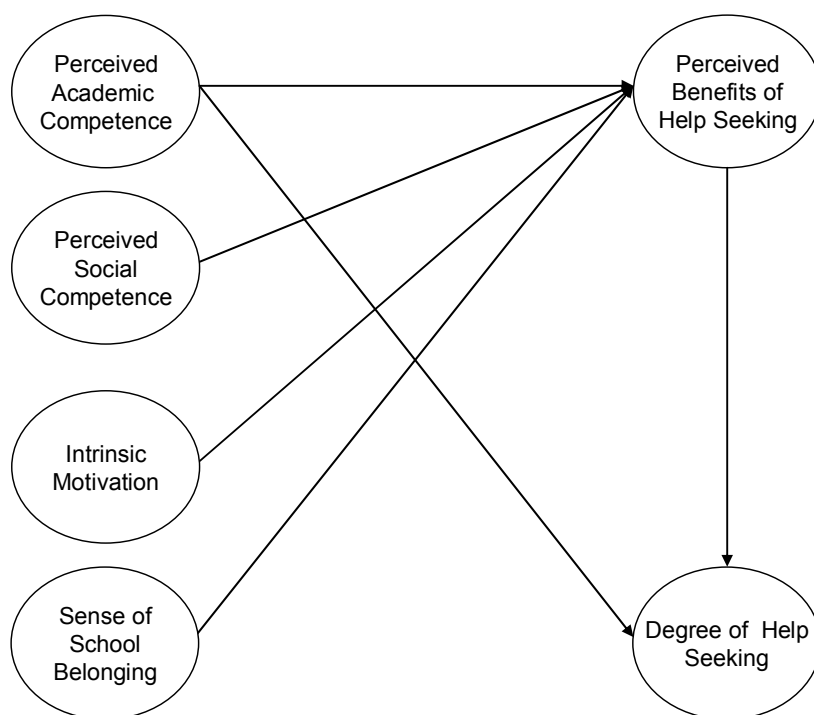 Perceived
Academic
Competence
Perceived
Benefits of
Help Seeking
Perceived
Social
Competence
Intrinsic
Motivation
Sense of
School
Belonging
Degree of  Help
Seeking